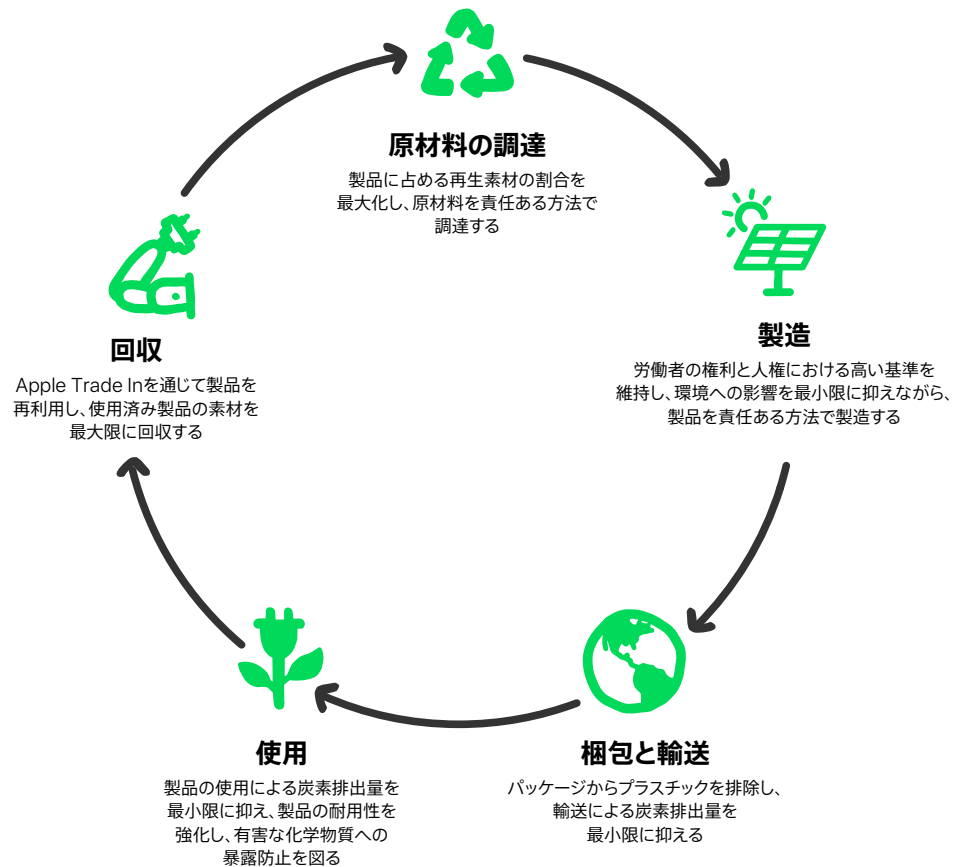 原材料の調達
製品に占める再生素材の割合を
最大化し、原材料を責任ある方法で
調達する
製造
労働者の権利と人権における高い基準を
維持し、環境への影響を最小限に抑えながら、
製品を責任ある方法で製造する
梱包と輸送
パッケージからプラスチックを排除し、
輸送による炭素排出量を
最小限に抑える
使用
製品の使用による炭素排出量を
最小限に抑え、製品の耐用性を
強化し、有害な化学物質への
暴露防止を図る
回収
Apple Trade Inを通じて製品を
再利用し、使用済み製品の素材を
最大限に回収する